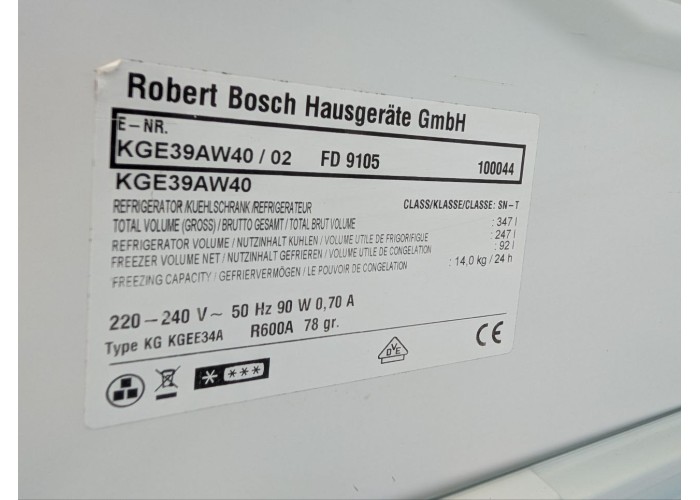 Robert Bosch Hausgeräte GmbH
E-NR.
KGE39AW40 / 02 FD 9105 100044
KGE39AW40
REFRIGERATOR/KUEHLSCHRANK/REFRIGERATEUR CLASS/KLASSE/CLASSE: SN-T
TOTAL VOLUME (GROSS) / BRUTTO GESAMT / TOTAL BRUT VOLUME : 347 l
REFRIGERATOR VOLUME / NUTZINHALT KUHLEN / VOLUME UTILE DE FRIGORIFIGUE : 247 l
FREEZER VOLUME NET / NUTZINHALT GEFRIEREN / VOLUME UTILE DE CONGELATION : 92 l
FREEZING CAPACITY / GEFRIERVERMÖGEN / LE POUVOIR DE CONGELATION : 14,0 kg / 24 h
220-240 V~ 50 Hz 90 W 0,70 A
Type KG KGEE34A R600A 78 gr.
DVE
CE